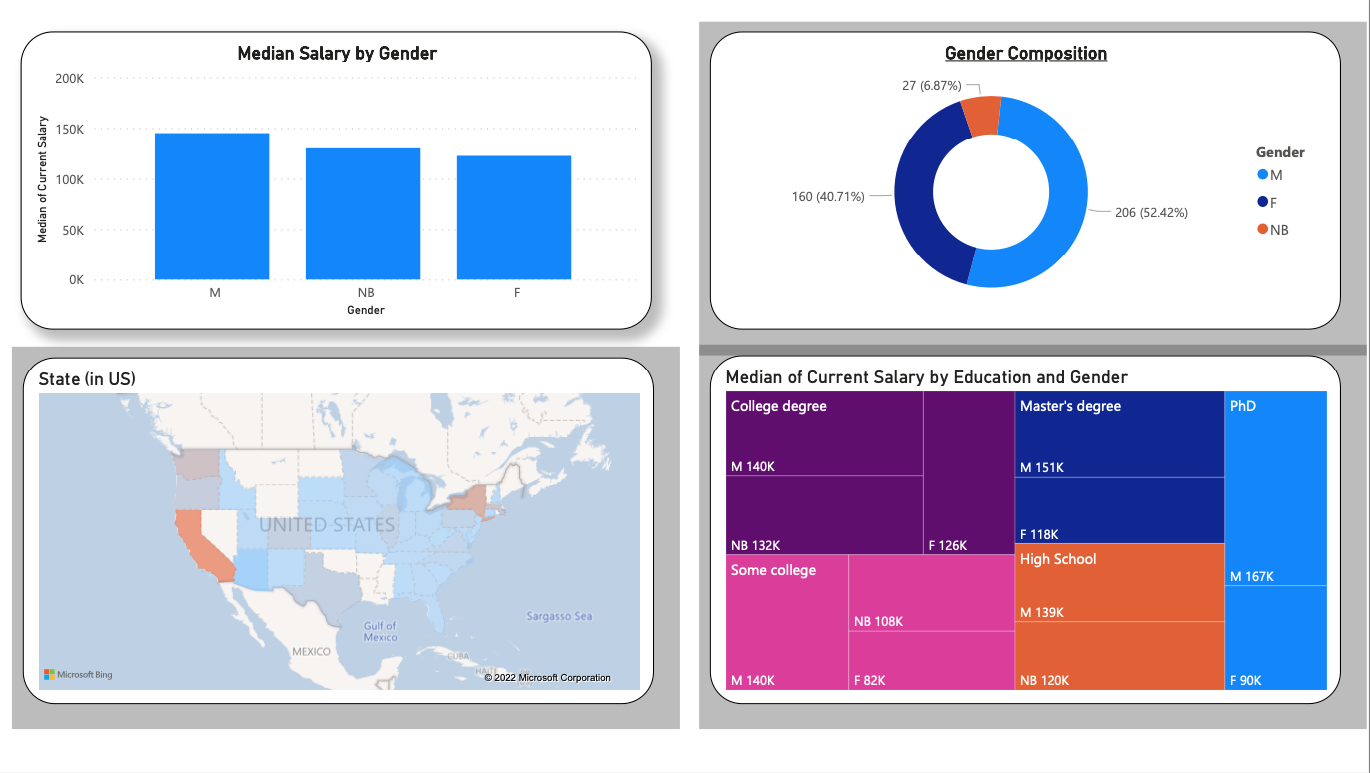 Median Salary by Gender
200K
150K
100K
50K
0K
Median of Current Salary
M
NB
F
Gender
Gender Composition
27 (6.87%)
160 (40.71%)
206 (52.42%)
Gender
M
F
NB
State (in US)
UNITED STATES
Sargasso Sea
Gulf of
Mexico
MEXICO
CUBA
Microsoft Bing
© 2022 Microsoft Corporation
Median of Current Salary by Education and Gender
College degree
M 140K
NB 132K
F 126K
Some college
M 140K
NB 108K
F 82K
Master's degree
M 151K
F 118K
High School
M 139K
NB 120K
PhD
M 167K
F 90K